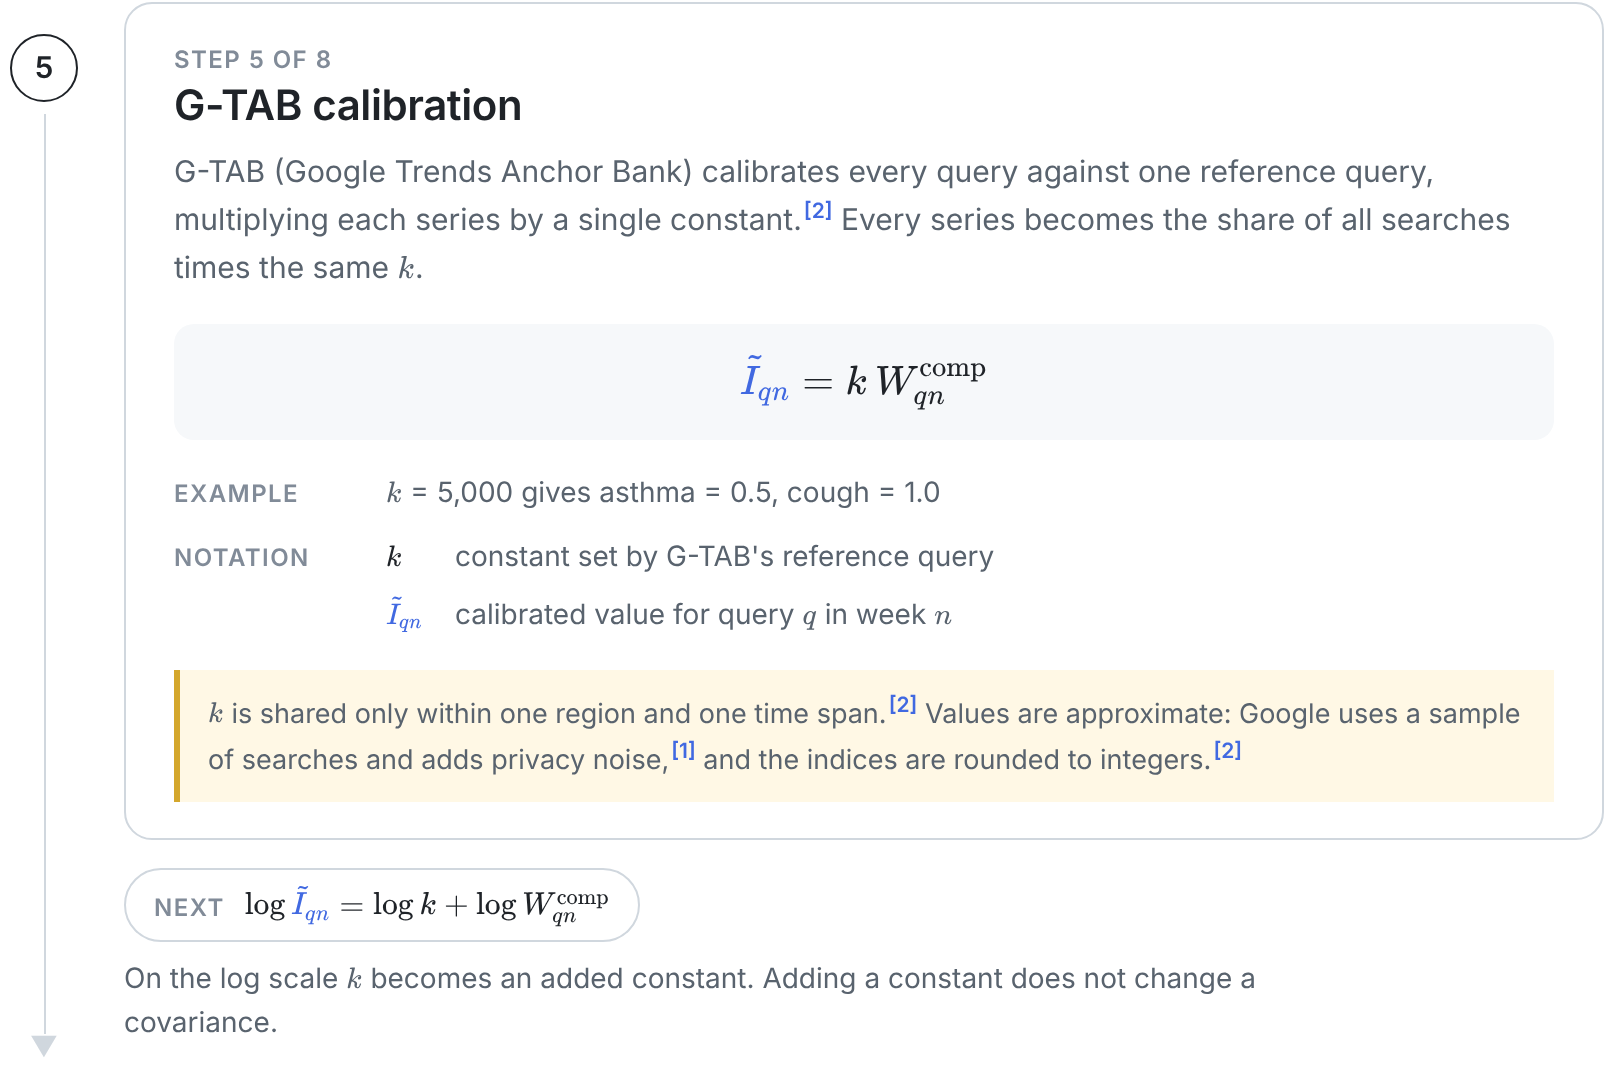 5
STEP 5 OF 8
G-TAB calibration
G-TAB (Google Trends Anchor Bank) calibrates every query against one reference query,
multiplying each series by a single constant.[2] Every series becomes the share of all searches
times the same k.
Ĩ_qn = k W_qn^comp
EXAMPLE k = 5,000 gives asthma = 0.5, cough = 1.0
NOTATION k constant set by G-TAB's reference query
Ĩ_qn calibrated value for query q in week n
k is shared only within one region and one time span.[2] Values are approximate: Google uses a sample
of searches and adds privacy noise,[1] and the indices are rounded to integers.[2]
NEXT log Ĩ_qn = log k + log W_qn^comp
On the log scale k becomes an added constant. Adding a constant does not change a
covariance.